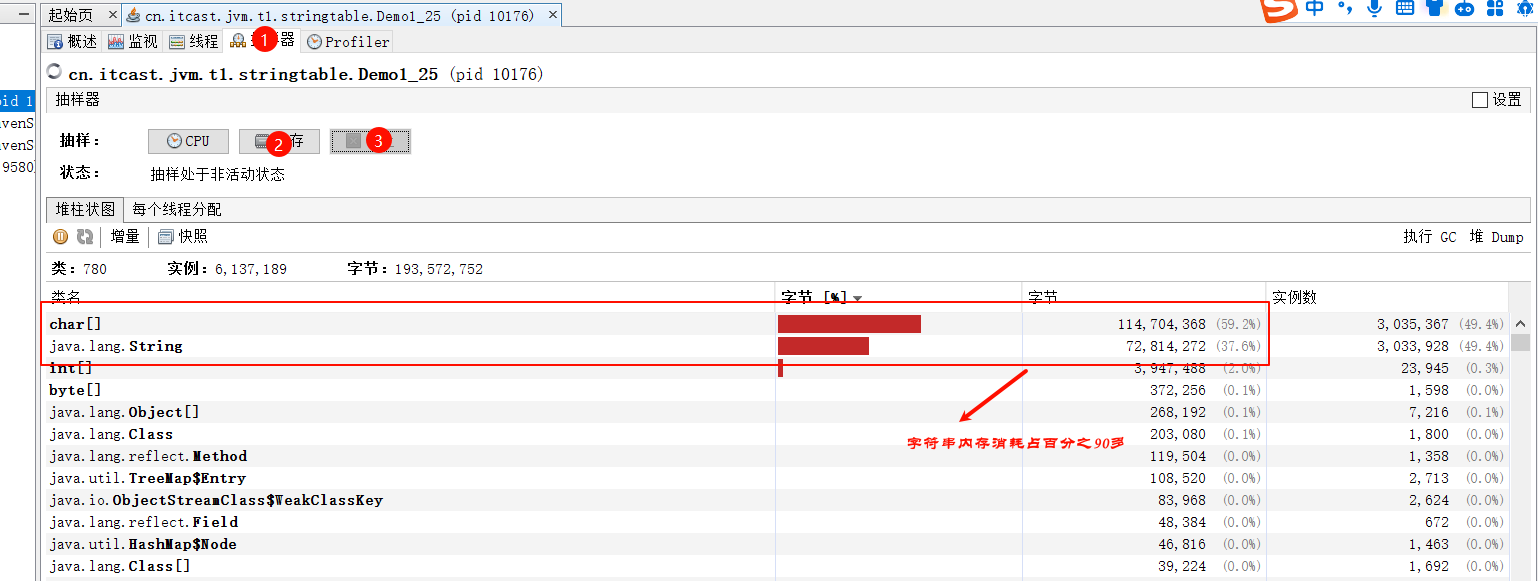 起始页 × cn.itcast.jvm.t1.stringtable.Demo1_25 (pid 10176) ×
中
概述 监视 线程 1 器 Profiler
cn.itcast.jvm.t1.stringtable.Demo1_25 (pid 10176)
pid 1
抽样器 设置
venS
抽样: CPU 2 存 3
venS
9580
状态: 抽样处于非活动状态
堆柱状图 每个线程分配
增量 快照 执行 GC 堆 Dump
类: 780 实例: 6,137,189 字节: 193,572,752
类名 字节 [%] 字节 实例数
char[] 114,704,368 (59.2%) 3,035,367 (49.4%)
java.lang.String 72,814,272 (37.6%) 3,033,928 (49.4%)
int[] 3,947,488 (2.0%) 23,945 (0.3%)
byte[] 372,256 (0.1%) 1,598 (0.0%)
java.lang.Object[] 268,192 (0.1%) 7,216 (0.1%)
java.lang.Class 203,080 (0.1%) 1,800 (0.0%)
字符串内存消耗占百分之90多
java.lang.reflect.Method 119,504 (0.0%) 1,358 (0.0%)
java.util.TreeMap$Entry 108,520 (0.0%) 2,713 (0.0%)
java.io.ObjectStreamClass$WeakClassKey 83,968 (0.0%) 2,624 (0.0%)
java.lang.reflect.Field 48,384 (0.0%) 672 (0.0%)
java.util.HashMap$Node 46,816 (0.0%) 1,463 (0.0%)
java.lang.Class[] 39,224 (0.0%) 1,692 (0.0%)